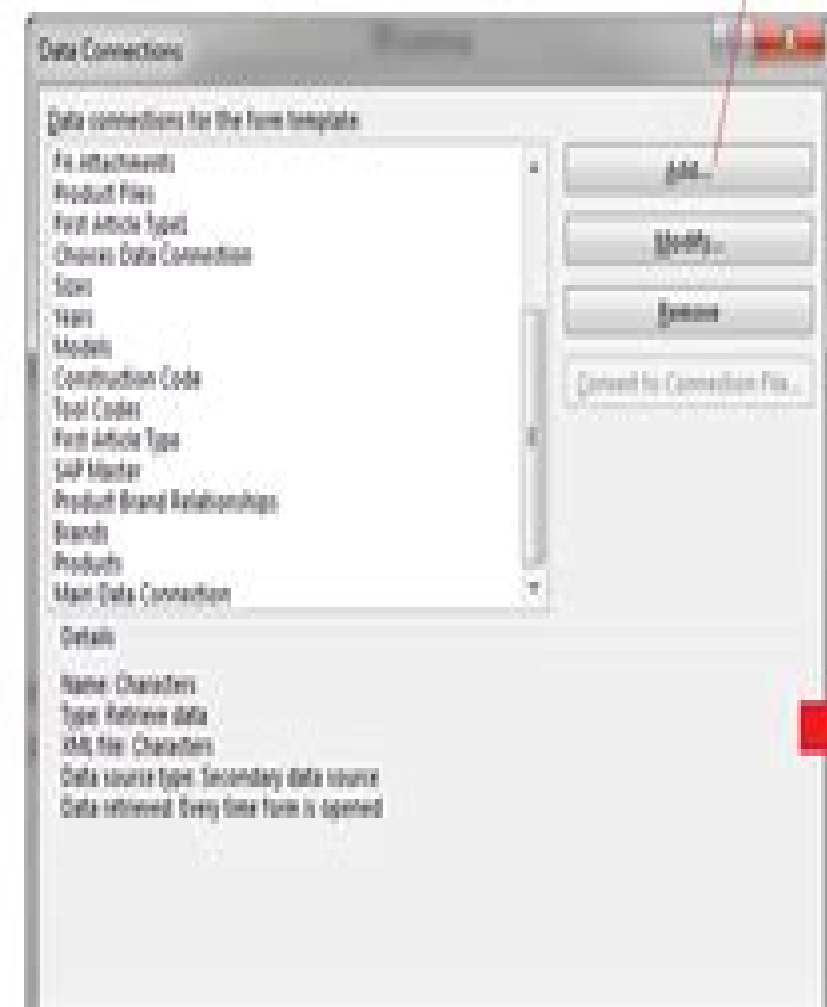 Data Connections
Data connections for the form template:
FA Attachments
Product Files
First Article Type1
Choices Data Connection
Sizes
Years
Models
Construction Code
Tool Codes
First Article Type
SAP Master
Product Brand Relationships
Brands
Products
Main Data Connection
Add...
Modify...
Remove
Convert to Connection File...
Details
Name: Characters
Type: Retrieve data
XML file: Characters
Data source type: Secondary data source
Data retrieved: Every time form is opened